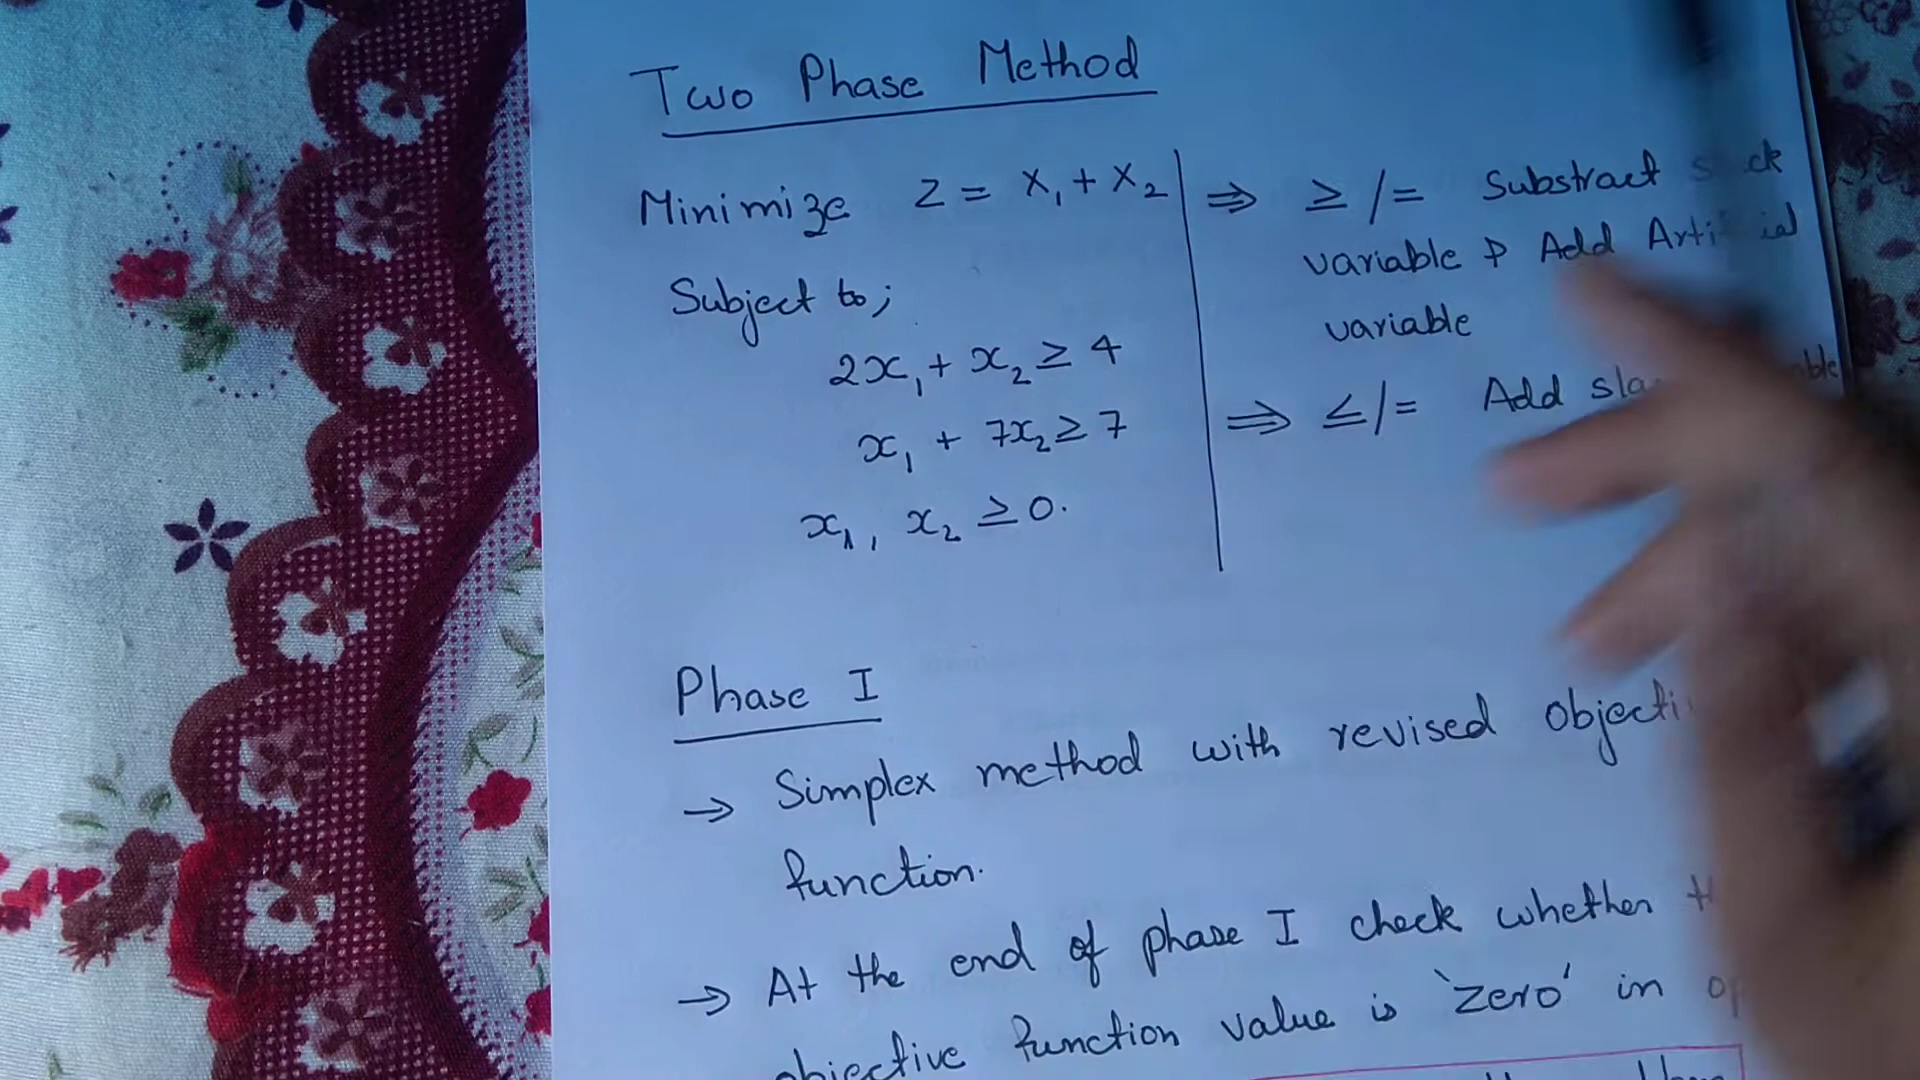 Two Phase Method
Minimize Z = X₁ + X₂
Subject to;
2x₁ + x₂ ≥ 4
x₁ + 7x₂ ≥ 7
x₁, x₂ ≥ 0.
⇒ ≥ / = Substract
variable & Add
variable
⇒ ≤ / = Add
Phase I
→ Simplex method with revised
function.
→ At the end of phase I check whether
objective function value is 'zero' in